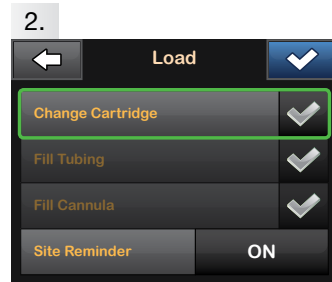 2.
Load
Change Cartridge
Fill Tubing
Fill Cannula
Site Reminder ON